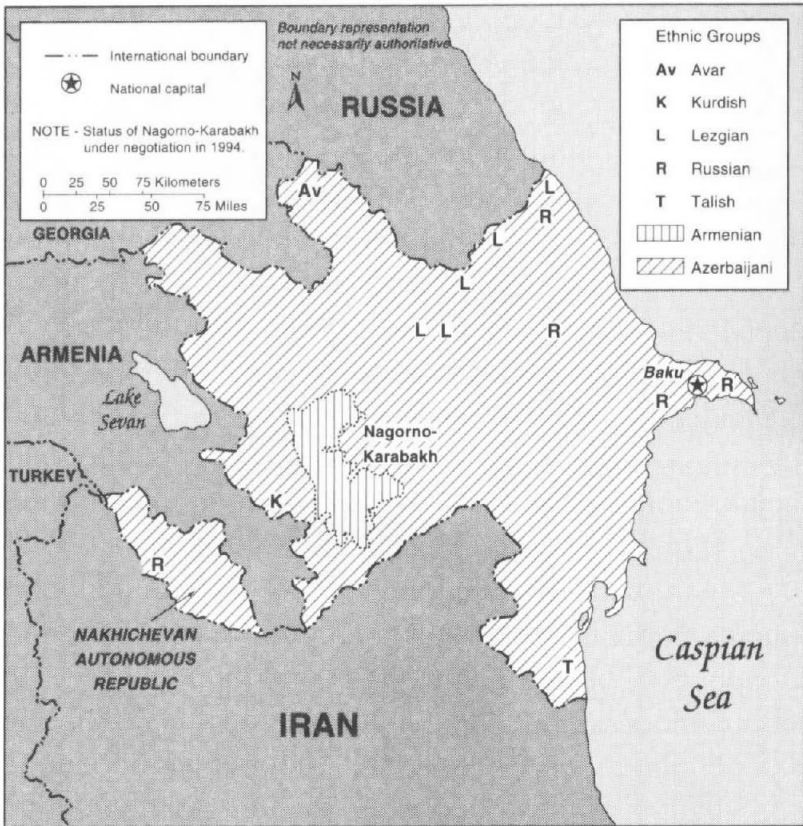 International boundary
National capital
NOTE - Status of Nagorno-Karabakh
under negotiation in 1994.
0 25 50 75 Kilometers
0 25 50 75 Miles
Boundary representation
not necessarily authoritative
N
RUSSIA
Ethnic Groups
Av Avar
K Kurdish
L Lezgian
R Russian
T Talish
Armenian
Azerbaijani
GEORGIA
Av
L
R
L
L
L L
R
ARMENIA
Lake
Sevan
Baku
R
R
Nagorno-
Karabakh
TURKEY
K
R
NAKHICHEVAN
AUTONOMOUS
REPUBLIC
T
Caspian
Sea
IRAN